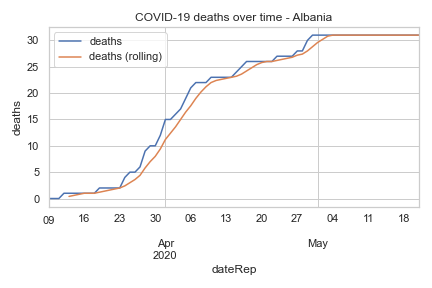 COVID-19 deaths over time - Albania
deaths
deaths (rolling)
deaths
30
25
20
15
10
5
0
09 16 23 30 06 13 20 27 04 11 18
Apr May
2020
dateRep